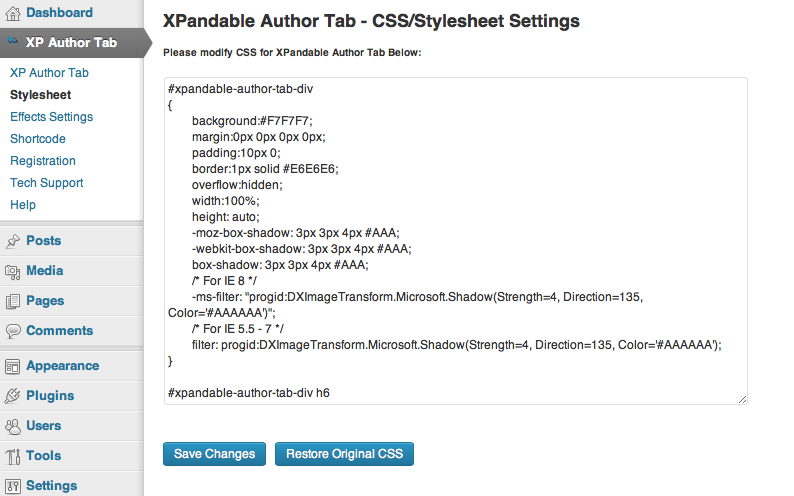 Dashboard
XP Author Tab
XP Author Tab
Stylesheet
Effects Settings
Shortcode
Registration
Tech Support
Help
Posts
Media
Pages
Comments
Appearance
Plugins
Users
Tools
Settings
XPandable Author Tab - CSS/Stylesheet Settings
Please modify CSS for XPandable Author Tab Below:
#xpandable-author-tab-div
{
background:#F7F7F7;
margin:0px 0px 0px 0px;
padding:10px 0;
border:1px solid #E6E6E6;
overflow:hidden;
width:100%;
height: auto;
-moz-box-shadow: 3px 3px 4px #AAA;
-webkit-box-shadow: 3px 3px 4px #AAA;
box-shadow: 3px 3px 4px #AAA;
/* For IE 8 */
-ms-filter: "progid:DXImageTransform.Microsoft.Shadow(Strength=4, Direction=135,
Color='#AAAAAA')";
/* For IE 5.5 - 7 */
filter: progid:DXImageTransform.Microsoft.Shadow(Strength=4, Direction=135, Color='#AAAAAA');
}
#xpandable-author-tab-div h6
Save Changes
Restore Original CSS